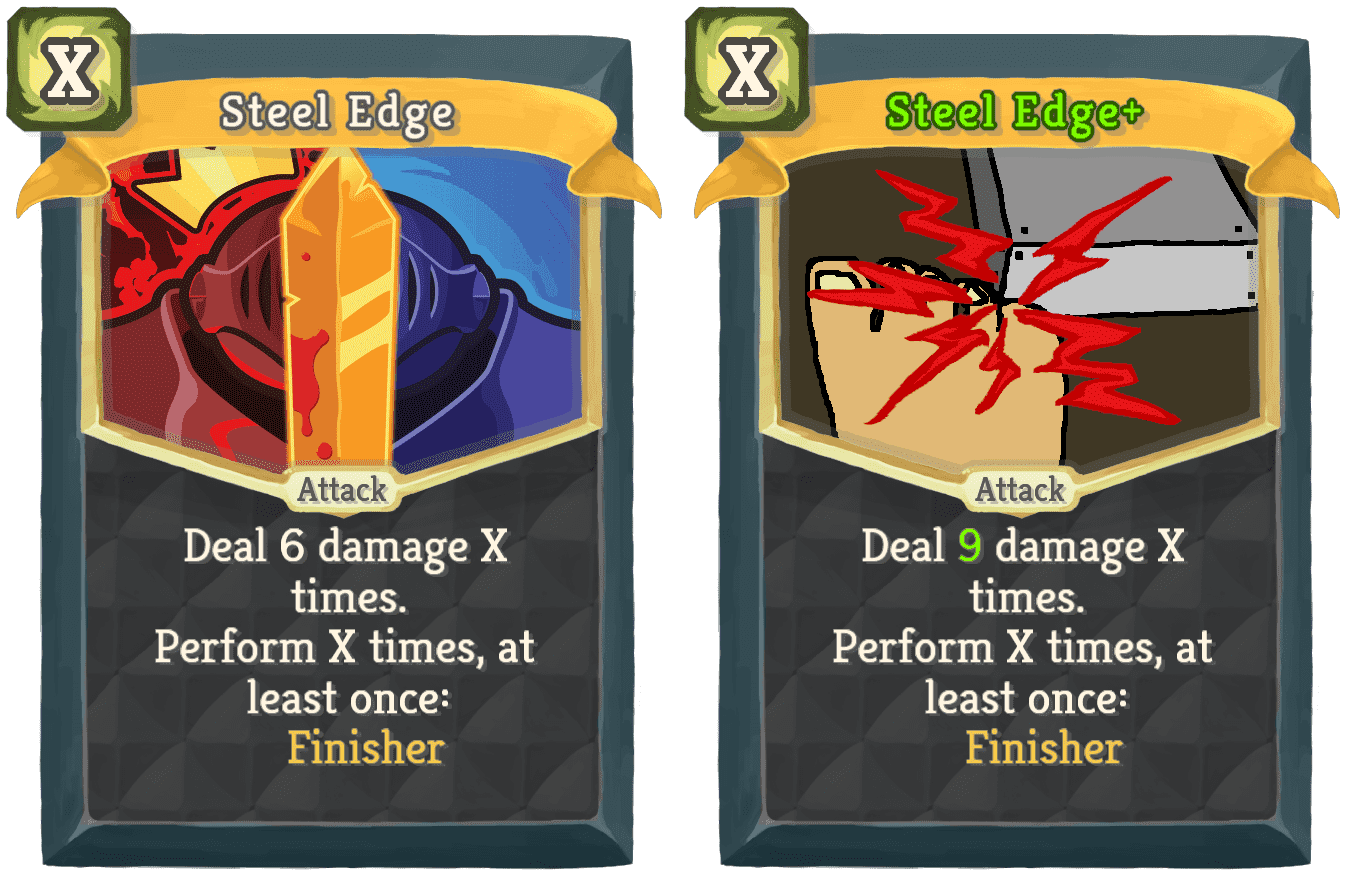 X
Steel Edge
Attack
Deal 6 damage X
times.
Perform X times, at
least once:
Finisher
X
Steel Edge+
Attack
Deal 9 damage X
times.
Perform X times, at
least once:
Finisher